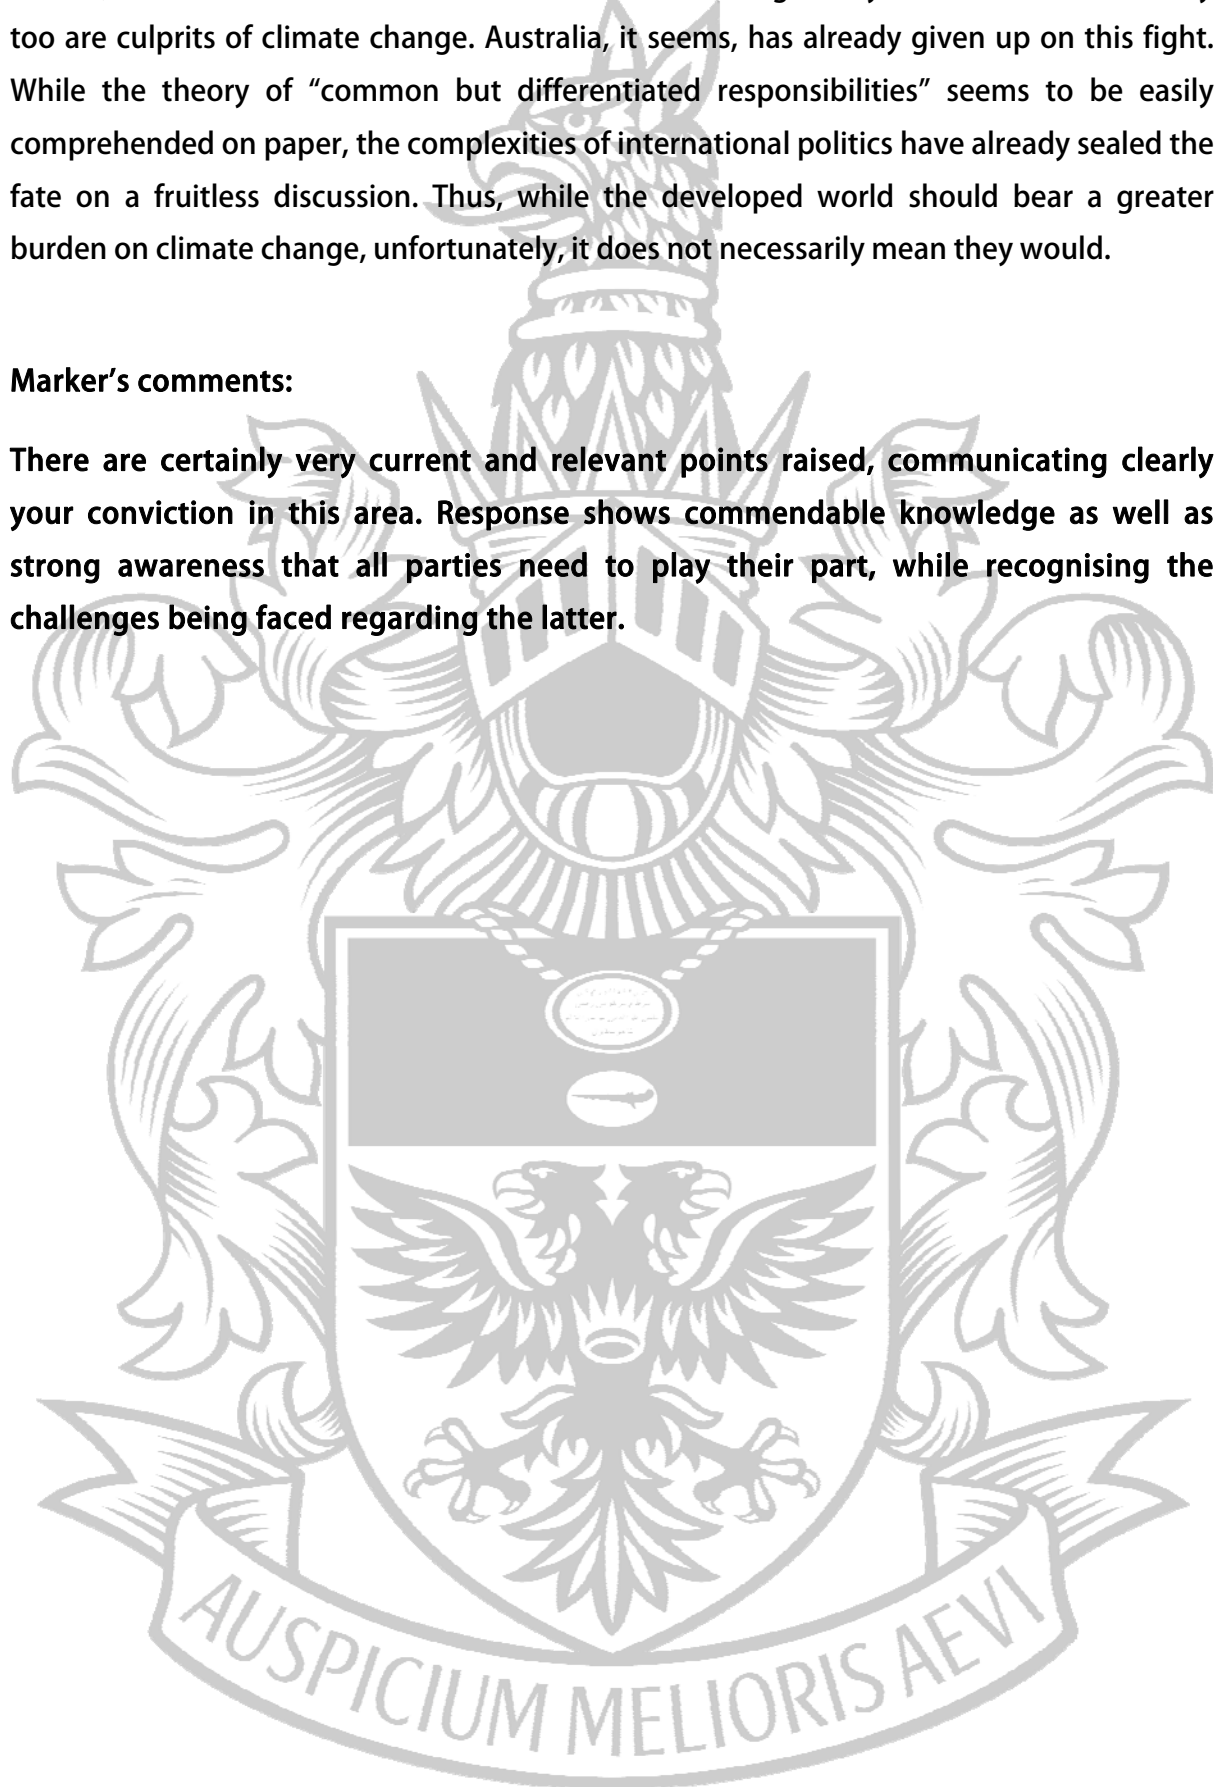 too are culprits of climate change. Australia, it seems, has already given up on this fight.
While the theory of “common but differentiated responsibilities” seems to be easily
comprehended on paper, the complexities of international politics have already sealed the
fate on a fruitless discussion. Thus, while the developed world should bear a greater
burden on climate change, unfortunately, it does not necessarily mean they would.
Marker’s comments:
There are certainly very current and relevant points raised, communicating clearly
your conviction in this area. Response shows commendable knowledge as well as
strong awareness that all parties need to play their part, while recognising the
challenges being faced regarding the latter.
AUSPICIUM MELIORIS AEVI